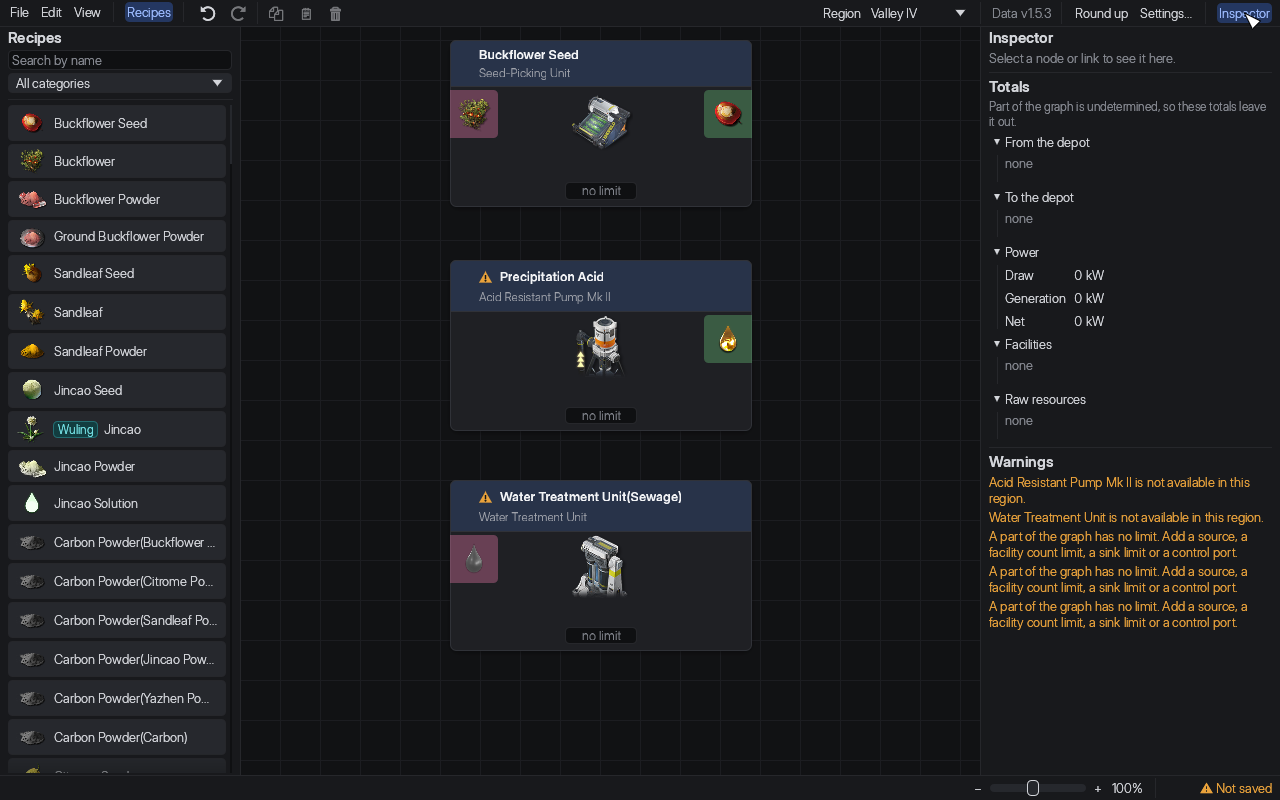 File Edit View Recipes Region Valley IV Data v1.5.3 Round up Settings... Inspector
Recipes
Search by name
All categories
Buckflower Seed
Buckflower
Buckflower Powder
Ground Buckflower Powder
Sandleaf Seed
Sandleaf
Sandleaf Powder
Jincao Seed
Wuling Jincao
Jincao Powder
Jincao Solution
Carbon Powder(Buckflower ...
Carbon Powder(Citrome Po...
Carbon Powder(Sandleaf Po...
Carbon Powder(Jincao Pow...
Carbon Powder(Yazhen Po...
Carbon Powder(Carbon)
Buckflower Seed
Seed-Picking Unit
no limit
Precipitation Acid
Acid Resistant Pump Mk II
no limit
Water Treatment Unit(Sewage)
Water Treatment Unit
no limit
Inspector
Select a node or link to see it here.
Totals
Part of the graph is undetermined, so these totals leave
it out.
From the depot
none
To the depot
none
Power
Draw 0 kW
Generation 0 kW
Net 0 kW
Facilities
none
Raw resources
none
Warnings
Acid Resistant Pump Mk II is not available in this
region.
Water Treatment Unit is not available in this region.
A part of the graph has no limit. Add a source, a
facility count limit, a sink limit or a control port.
A part of the graph has no limit. Add a source, a
facility count limit, a sink limit or a control port.
A part of the graph has no limit. Add a source, a
facility count limit, a sink limit or a control port.
− + 100% Not saved